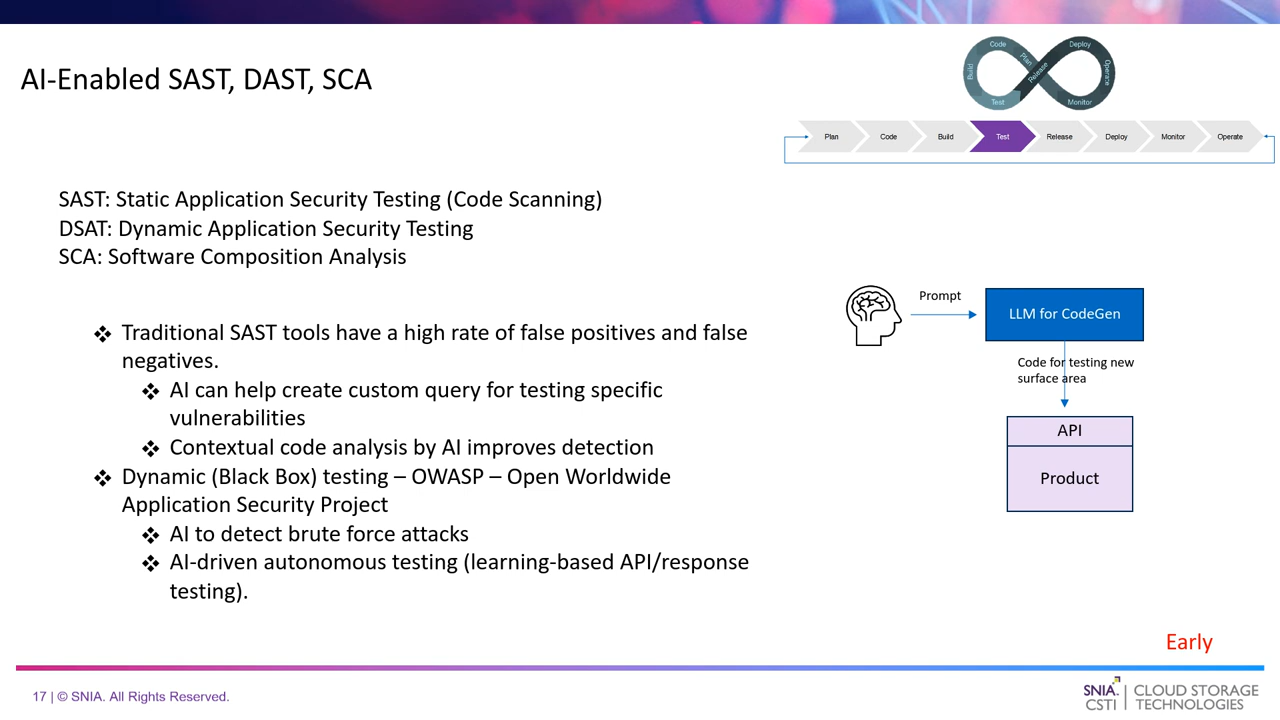 AI-Enabled SAST, DAST, SCA
Code
Plan
Build
Test
Release
Deploy
Operate
Monitor
Plan
Code
Build
Test
Release
Deploy
Monitor
Operate
SAST: Static Application Security Testing (Code Scanning)
DSAT: Dynamic Application Security Testing
SCA: Software Composition Analysis
❖ Traditional SAST tools have a high rate of false positives and false
negatives.
❖ AI can help create custom query for testing specific
vulnerabilities
❖ Contextual code analysis by AI improves detection
❖ Dynamic (Black Box) testing – OWASP – Open Worldwide
Application Security Project
❖ AI to detect brute force attacks
❖ AI-driven autonomous testing (learning-based API/response
testing).
Prompt
LLM for CodeGen
Code for testing new
surface area
API
Product
Early
17 | © SNIA. All Rights Reserved.
SNIA.
CSTI
CLOUD STORAGE
TECHNOLOGIES